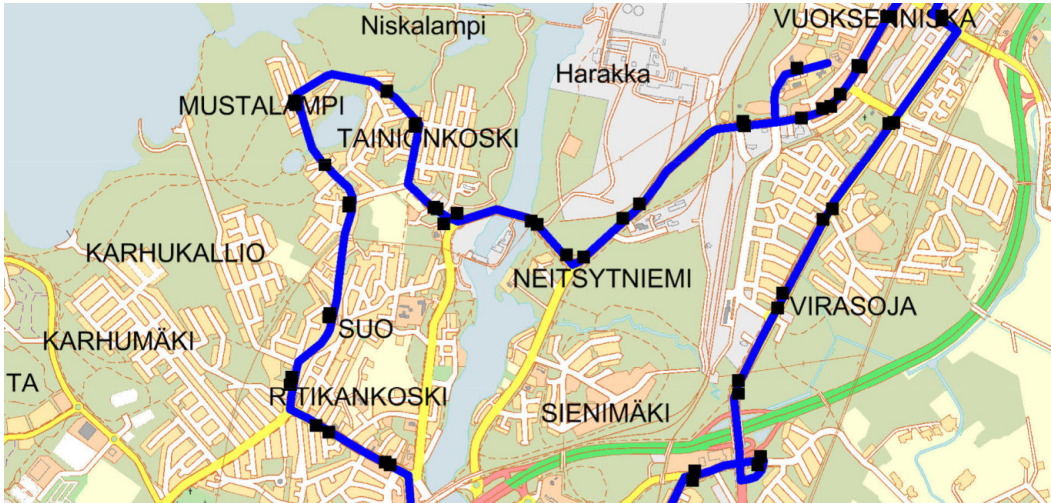 VUOKSENNISKA
Niskalampi
Harakka
MUSTALAMPI
TAINIONKOSKI
KARHUKALLIO
NEITSYTNIEMI
VIRASOJA
SUO
KARHUMÄKI
TA
RITIKANKOSKI
SIENIMÄKI